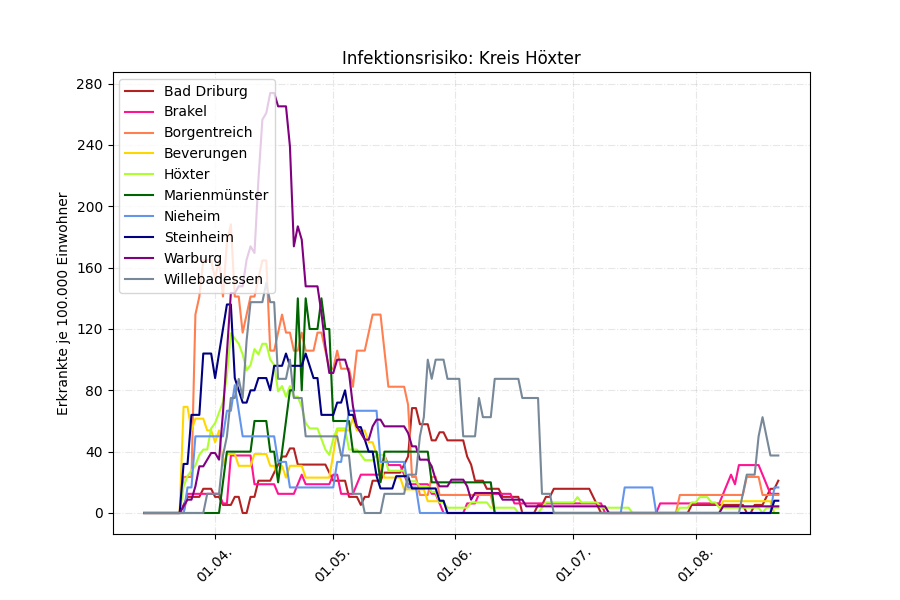 Infektionsrisiko: Kreis Höxter
Erkrankte je 100.000 Einwohner
280
240
200
160
120
80
40
0
Bad Driburg
Brakel
Borgentreich
Beverungen
Höxter
Marienmünster
Nieheim
Steinheim
Warburg
Willebadessen
01.04.
01.05.
01.06.
01.07.
01.08.